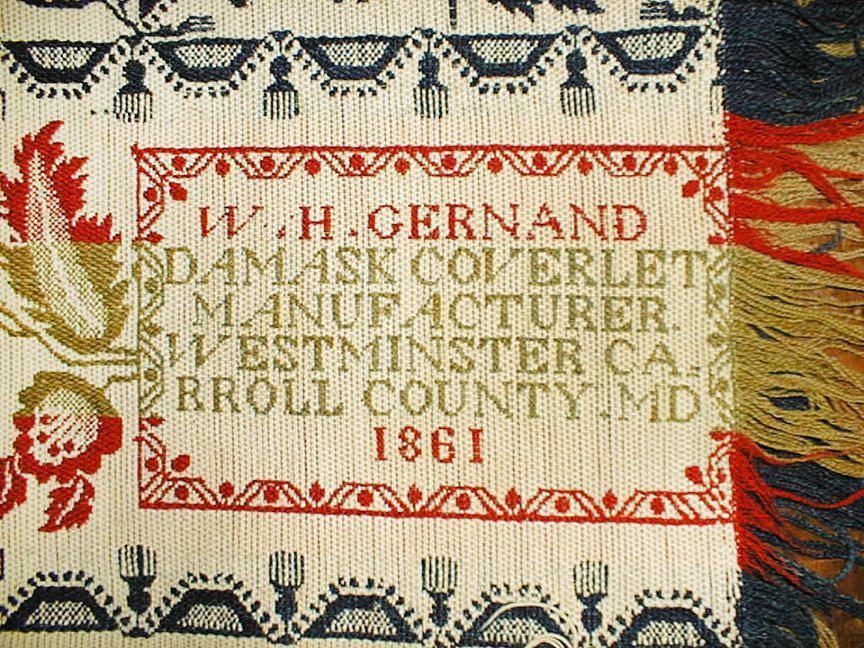 W.H.GERNAND
DAMASK COVERLET
MANUFACTURER.
WESTMINSTER CA.
RROLL COUNTY.MD
1861